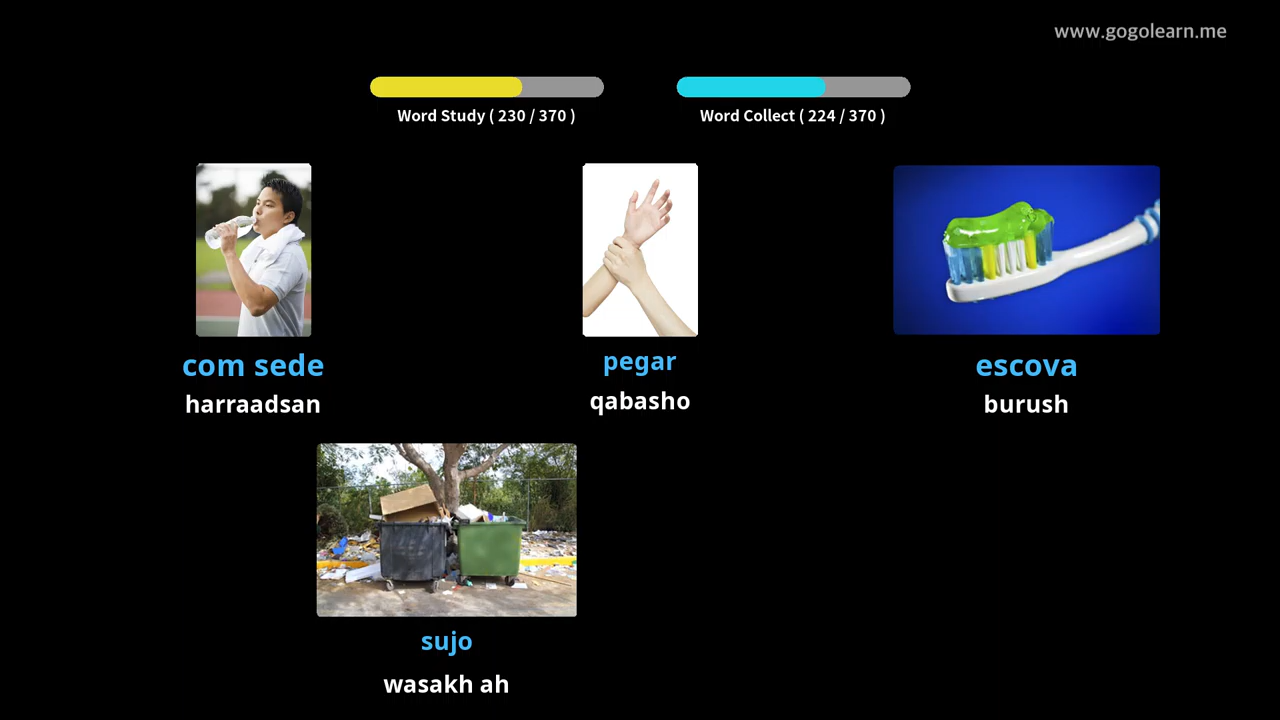 www.gogolearn.me
Word Study ( 230 / 370 )
Word Collect ( 224 / 370 )
com sede
harraadsan
pegar
qabasho
escova
burush
sujo
wasakh ah